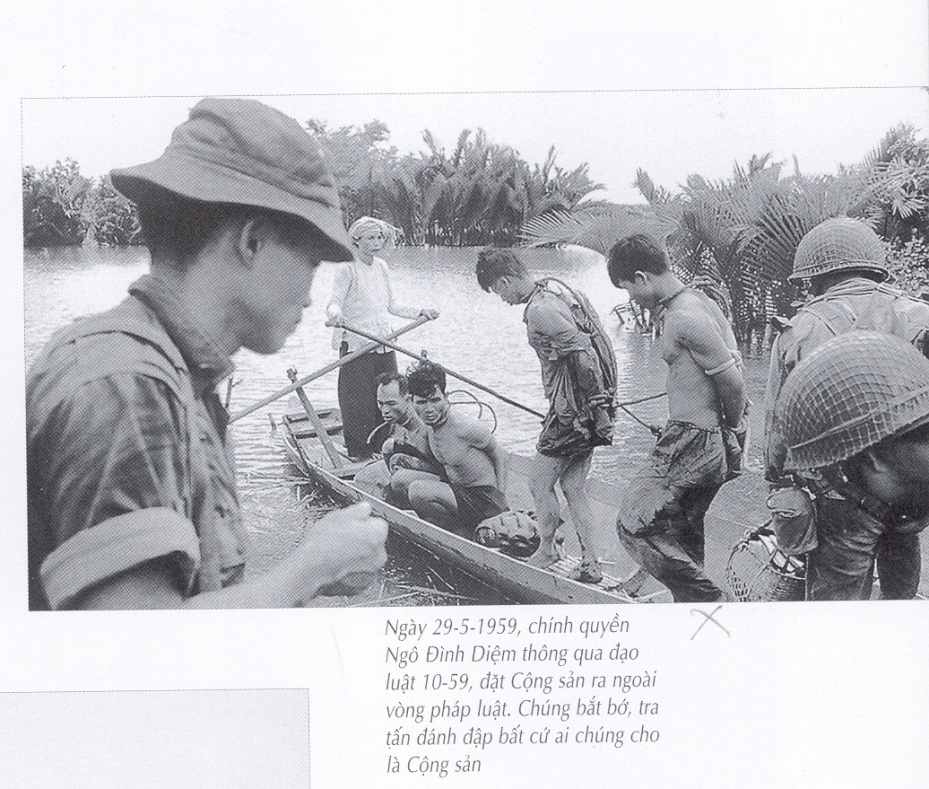 Ngày 29-5-1959, chính quyền
Ngô Đình Diệm thông qua đạo
luật 10-59, đặt Cộng sản ra ngoài
vòng pháp luật. Chúng bắt bớ, tra
tấn đánh đập bất cứ ai chúng cho
là Cộng sản